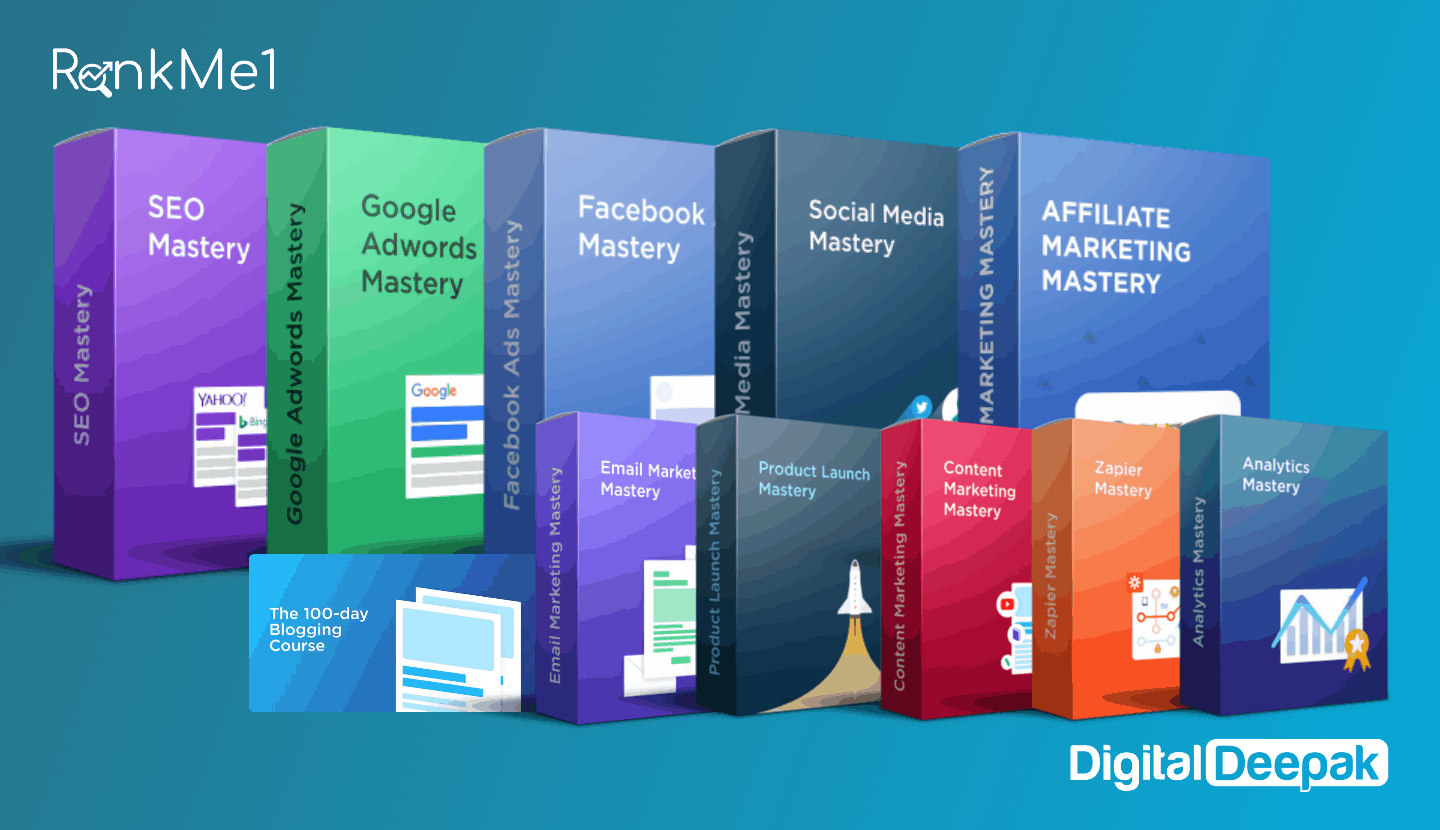 RankMe1
SEO Mastery
SEO
Mastery
YAHOO!
Bing
Google Adwords Mastery
Google
Adwords
Mastery
Google
Facebook Ads Mastery
Facebook
Mastery
Media Mastery
Social Media
Mastery
MARKETING MASTERY
AFFILIATE
MARKETING
MASTERY
The 100-day
Blogging
Course
Email Marketing Mastery
Email Market
Mastery
Product Launch Mastery
Product Launch
Mastery
Content Marketing Mastery
Content
Marketing
Mastery
Zapier Mastery
Zapier
Mastery
Analytics Mastery
Analytics
Mastery
Digital Deepak